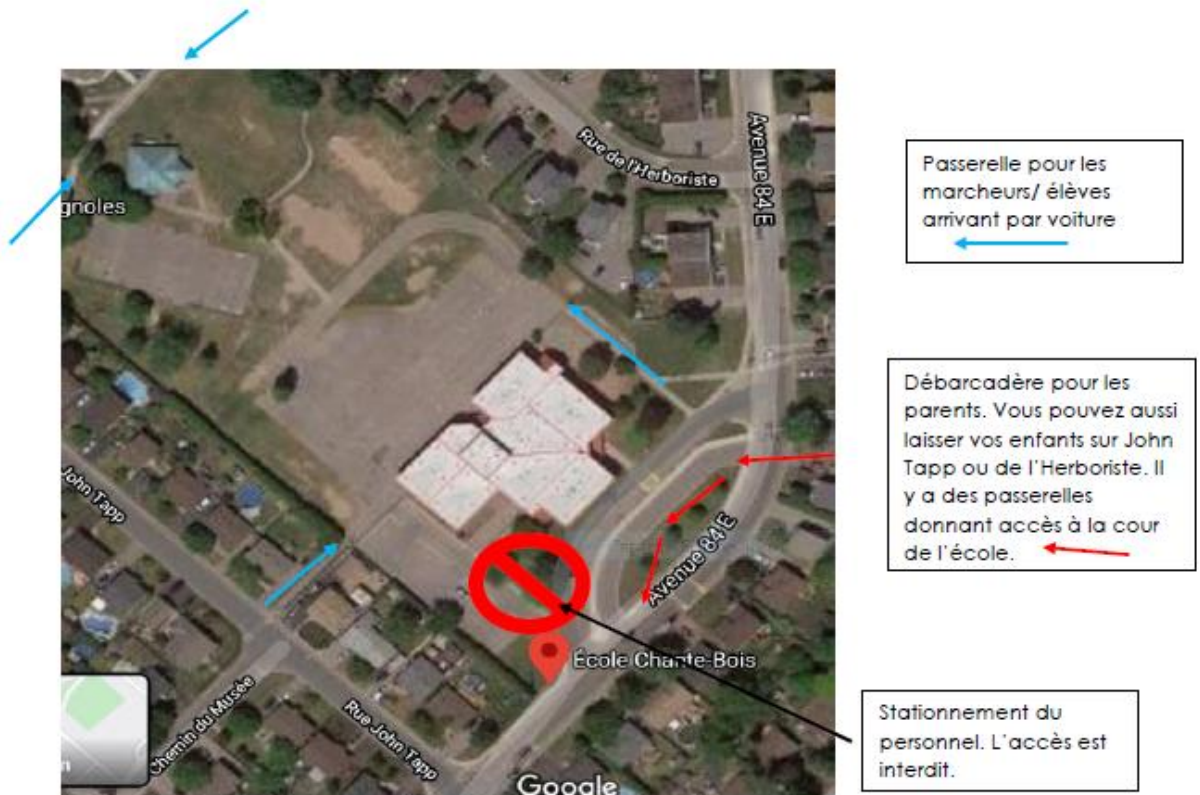 Rue de l'Herboriste
Avenue 84 E
gnoles
John Tapp
Avenue 84 E
École Chante-Bois
Chemin du Musée
Rue John Tapp
n
Google
Passerelle pour les
marcheurs/ élèves
arrivant par voiture
Débarcadère pour les
parents. Vous pouvez aussi
laisser vos enfants sur John
Tapp ou de l'Herboriste. Il
y a des passerelles
donnant accès à la cour
de l'école.
Stationnement du
personnel. L'accès est
interdit.